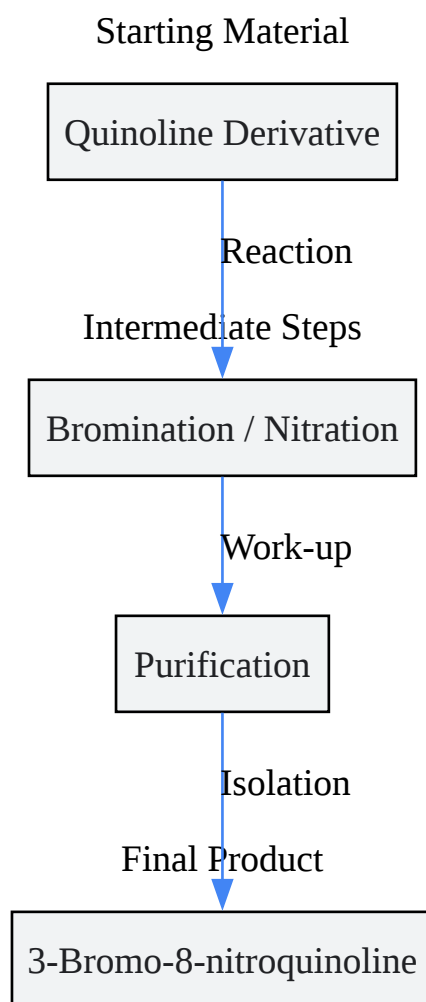 Starting Material
Quinoline Derivative
Reaction
Intermediate Steps
Bromination / Nitration
Work-up
Purification
Isolation
Final Product
3-Bromo-8-nitroquinoline